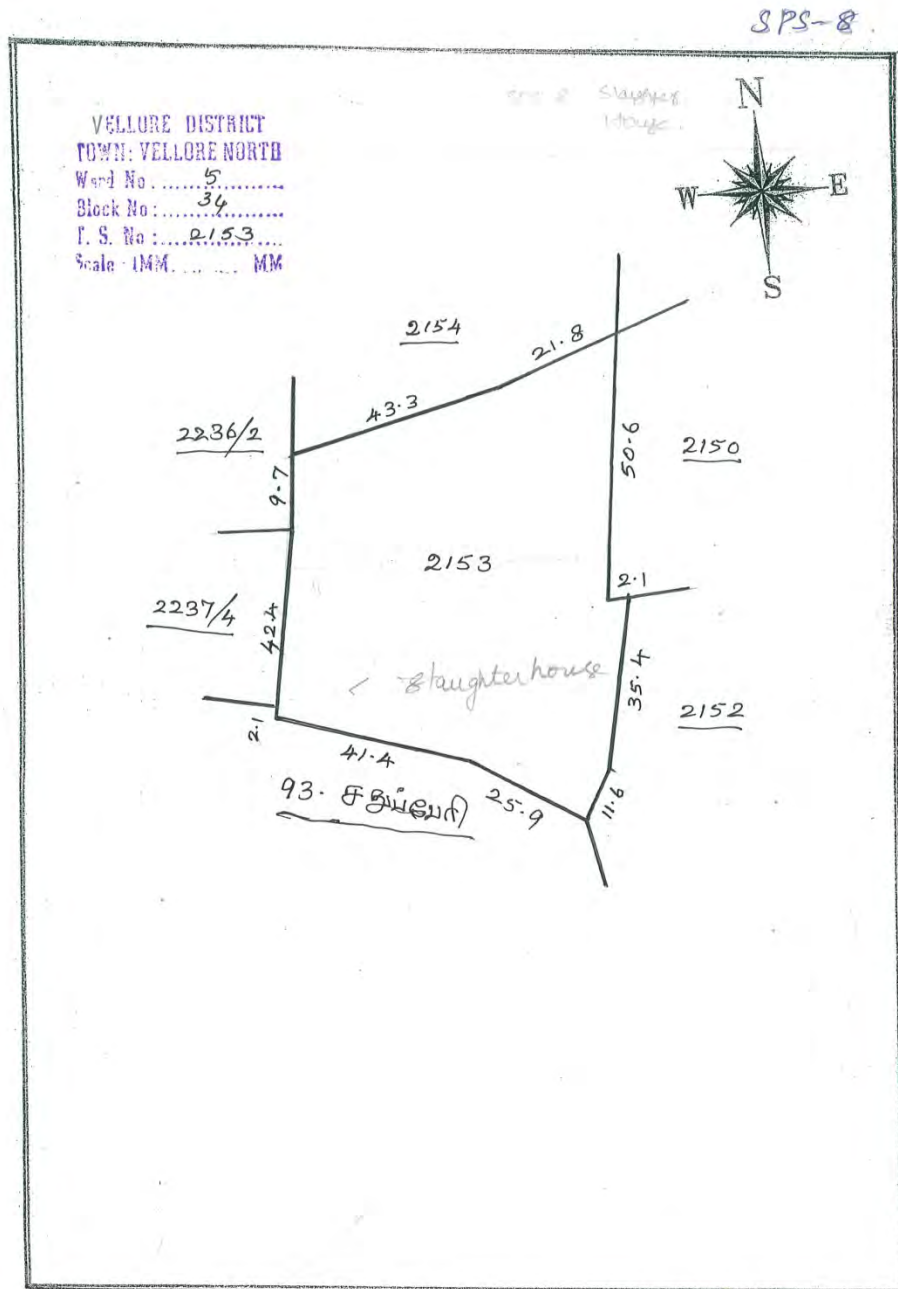 SPS-8.
Slaughter
House.
N
W
E
S
VELLORE DISTRICT
TOWN: VELLORE NORTH
Ward No. 5
Block No: 34
T. S. No: 2153
Scale - 1MM. MM
2154
21.8
43.3
2236/2
50.6
2150
9.7
2153
2.1
2237/4
42.4
slaughter house
35.4
2152
2.1
41.4
25.9
11.6
93. சதுப்பேரி